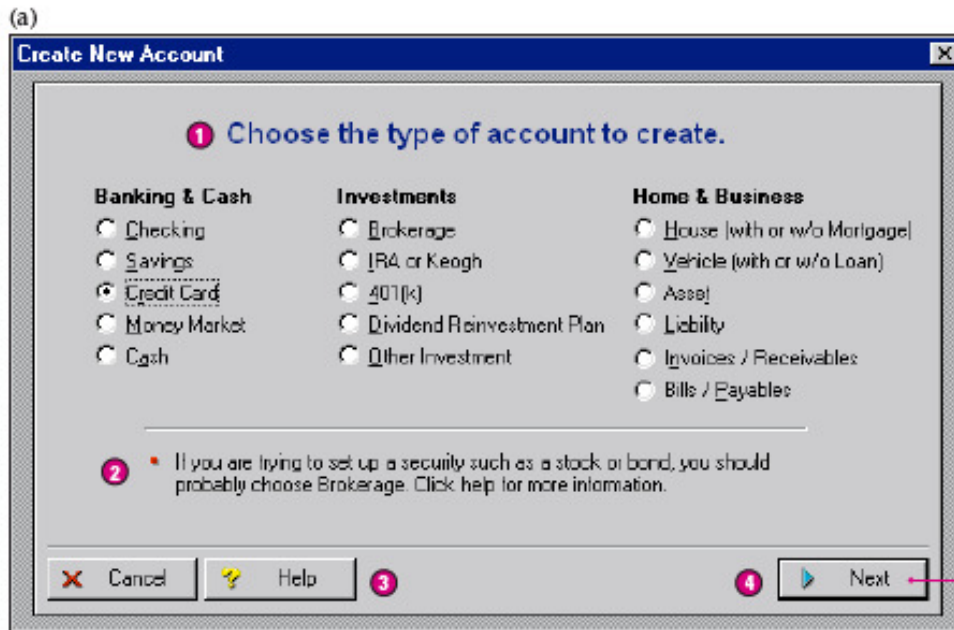 (a)
Create New Account
1 Choose the type of account to create.
Banking & Cash
Checking
Savings
Credit Card
Money Market
Cash
Investments
Brokerage
IRA or Keogh
401(k)
Dividend Reinvestment Plan
Other Investment
Home & Business
House (with or w/o Mortgage)
Vehicle (with or w/o Loan)
Asset
Liability
Invoices / Receivables
Bills / Payables
2 • If you are trying to set up a security such as a stock or bond, you should
probably choose Brokerage. Click help for more information.
Cancel
? Help
3
4
Next